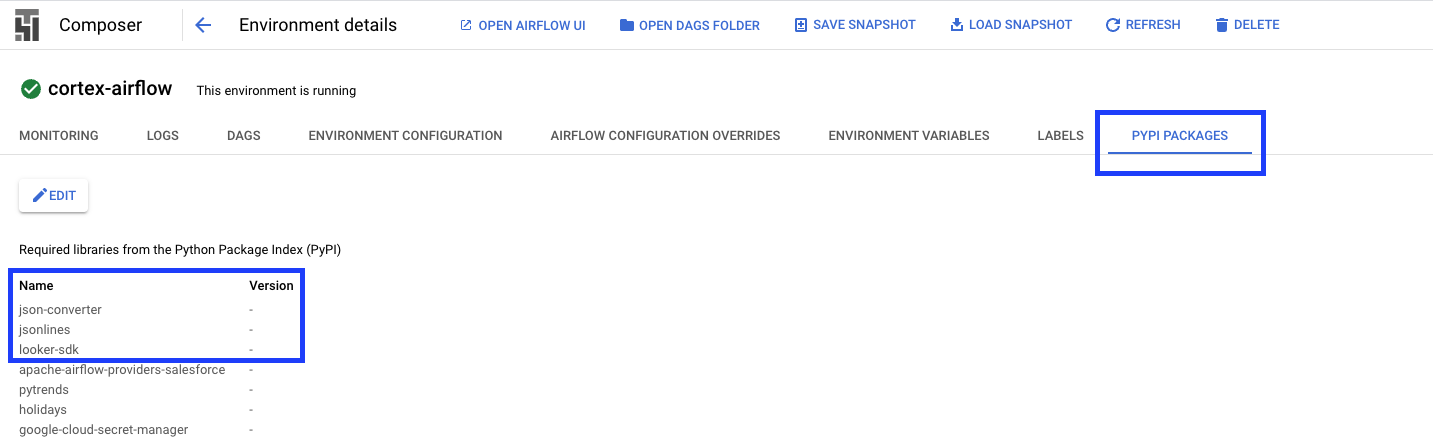 Composer Environment details OPEN AIRFLOW UI OPEN DAGS FOLDER SAVE SNAPSHOT LOAD SNAPSHOT REFRESH DELETE
cortex-airflow This environment is running
MONITORING LOGS DAGS ENVIRONMENT CONFIGURATION AIRFLOW CONFIGURATION OVERRIDES ENVIRONMENT VARIABLES LABELS PYPI PACKAGES
EDIT
Required libraries from the Python Package Index (PyPI)
Name Version
json-converter -
jsonlines -
looker-sdk -
apache-airflow-providers-salesforce -
pytrends -
holidays -
google-cloud-secret-manager -